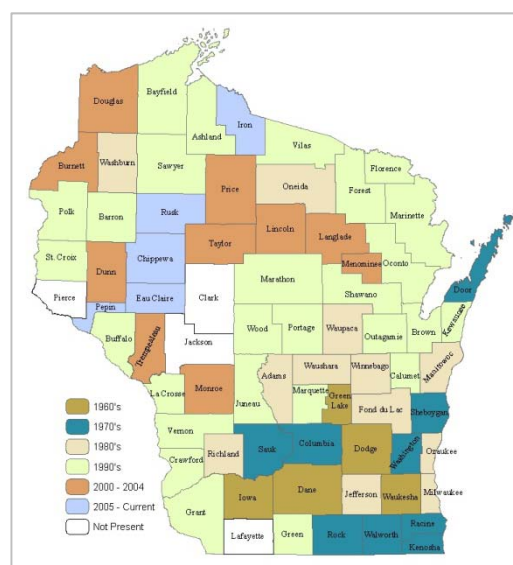 Douglas
Bayfield
Iron
Ashland
Vilas
Burnett
Washburn
Sawyer
Florence
Price
Oneida
Forest
Marinette
Polk
Barron
Rusk
Lincoln
Langlade
Taylor
Oconto
Menominee
St. Croix
Dunn
Chippewa
Marathon
Door
Pierce
Clark
Shawano
Pepin
Eau Claire
Kewaunee
Buffalo
Trempealeau
Jackson
Wood
Portage
Waupaca
Outagamie
Brown
Waushara
Winnebago
Manitowoc
Adams
Calumet
La Crosse
Monroe
Juneau
Marquette
Green
Lake
Fond du Lac
Sheboygan
Vernon
Crawford
Richland
Sauk
Columbia
Dodge
Washington
Ozaukee
Iowa
Dane
Jefferson
Waukesha
Milwaukee
Grant
Lafayette
Green
Rock
Walworth
Racine
Kenosha
1960's
1970's
1980's
1990's
2000 - 2004
2005 - Current
Not Present